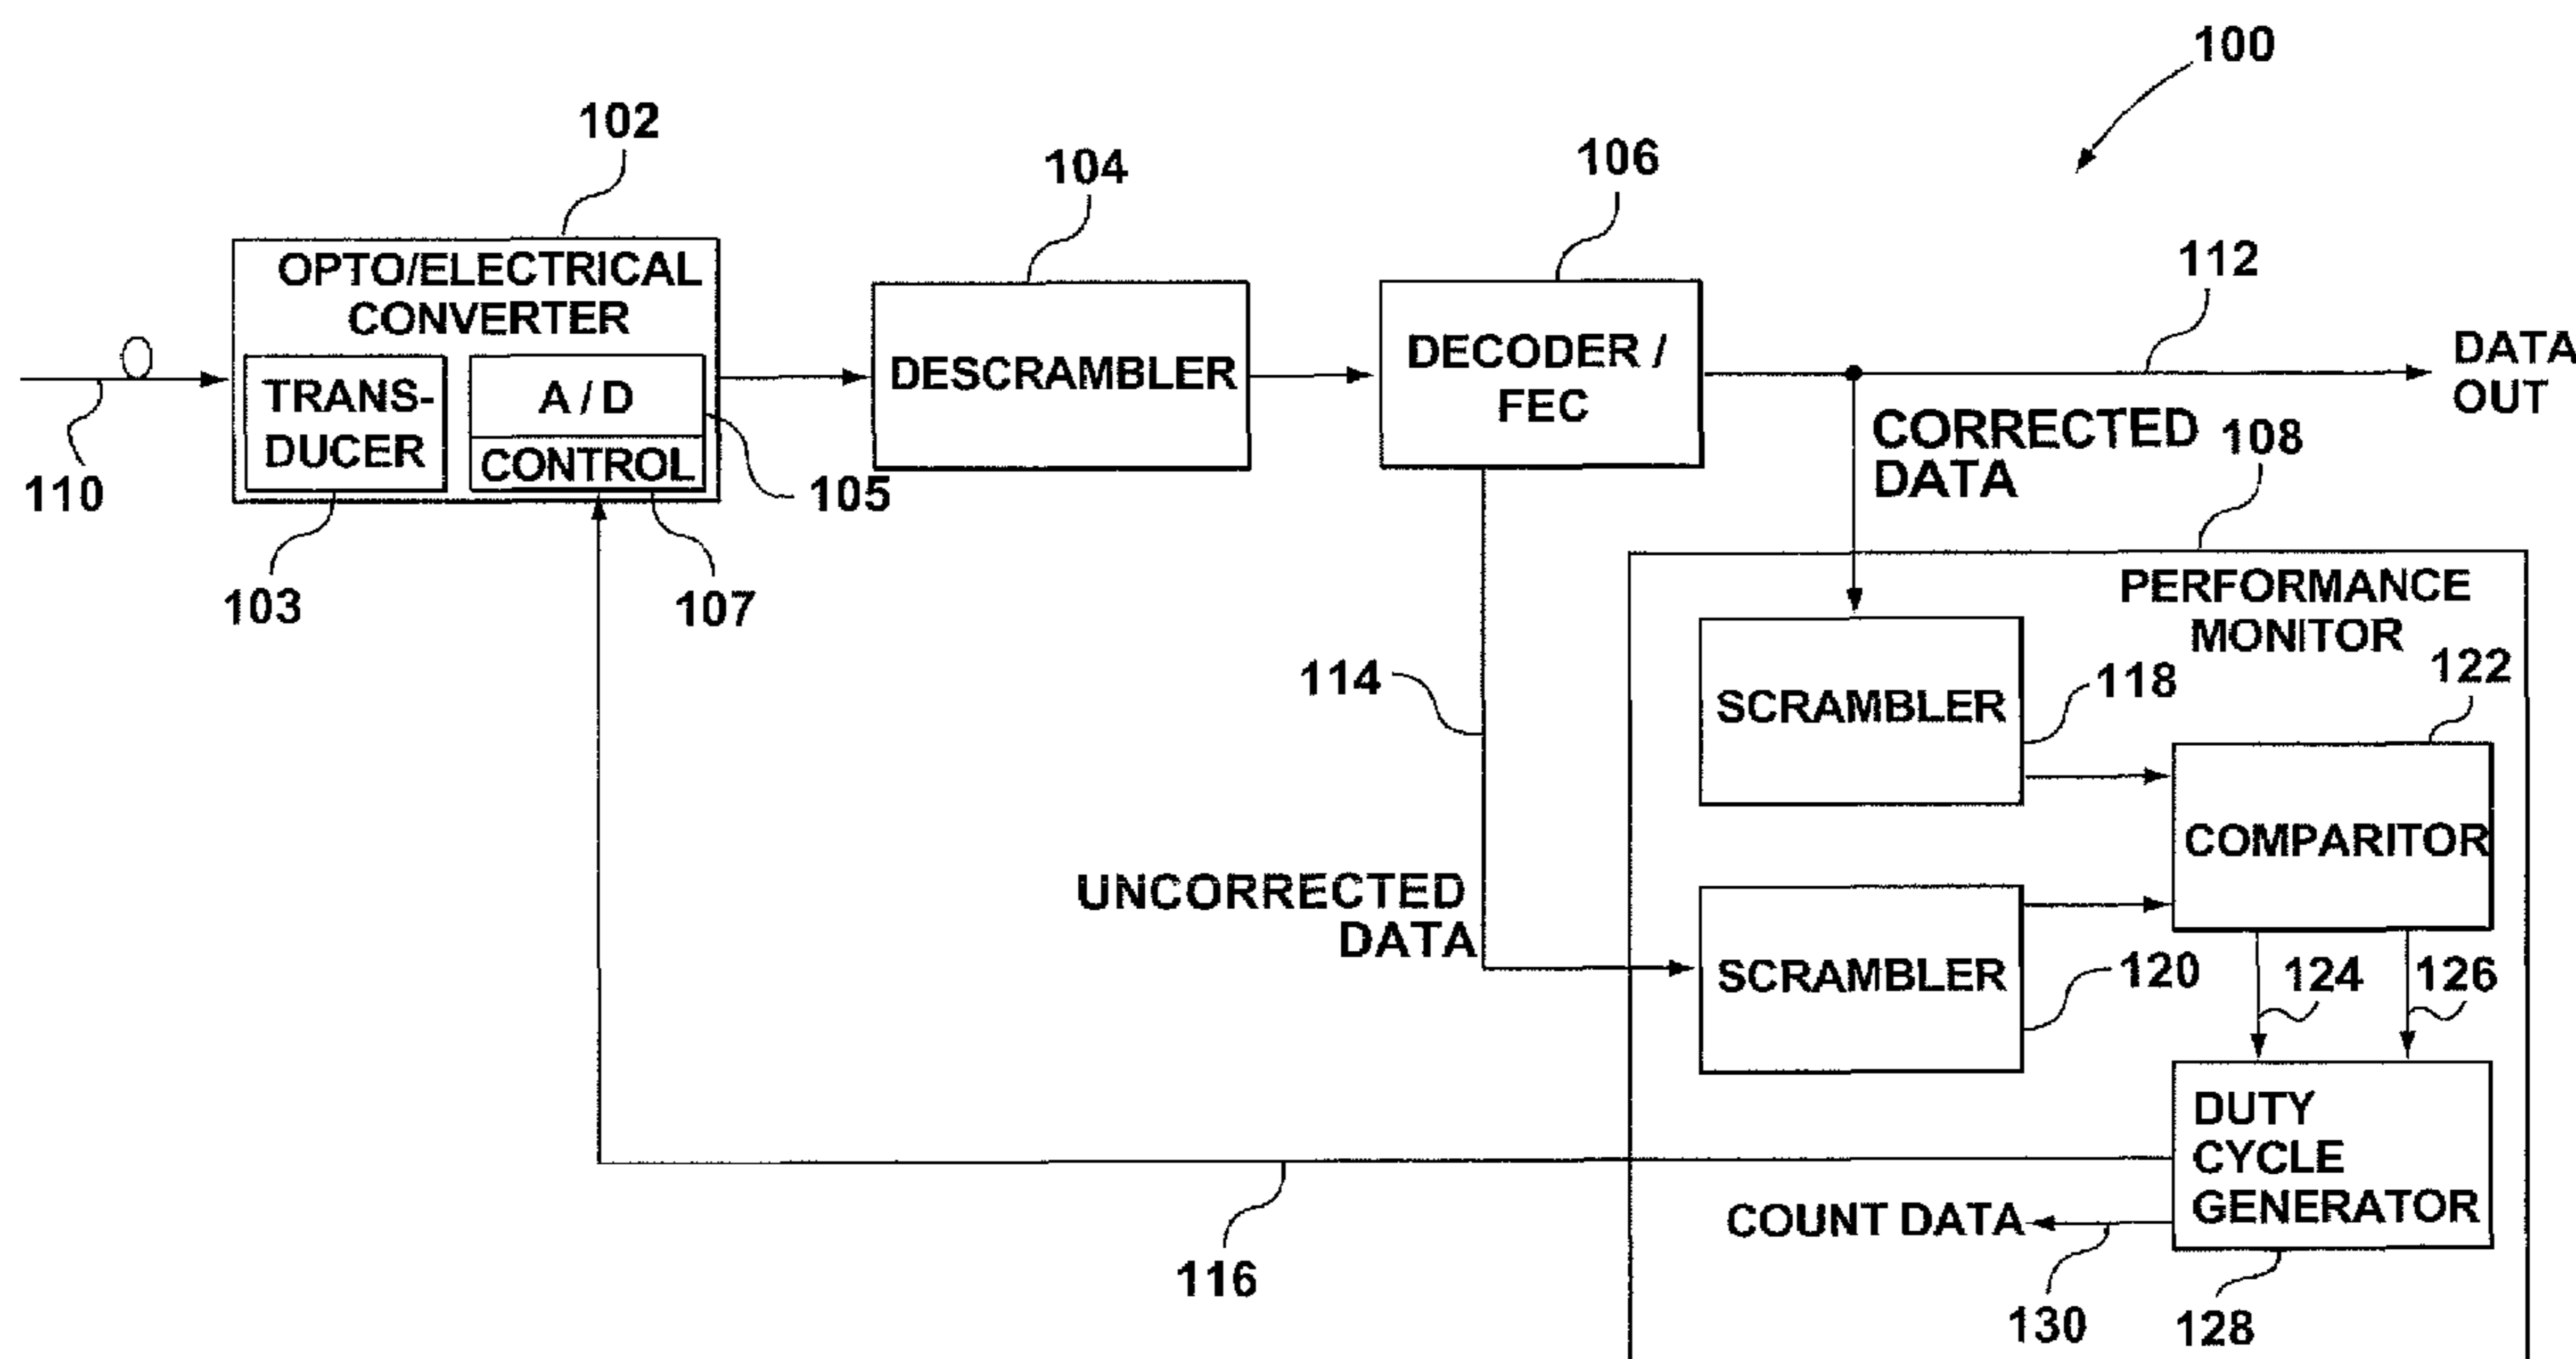 100
102
104
106
OPTO/ELECTRICAL
CONVERTER
TRANS-
DUCER
A / D
CONTROL
DESCRAMBLER
DECODER /
FEC
112
DATA
OUT
CORRECTED
DATA
108
110
105
103
107
PERFORMANCE
MONITOR
114
SCRAMBLER
118
122
COMPARITOR
UNCORRECTED
DATA
SCRAMBLER
120
124
126
DUTY
CYCLE
GENERATOR
COUNT DATA
116
130
128